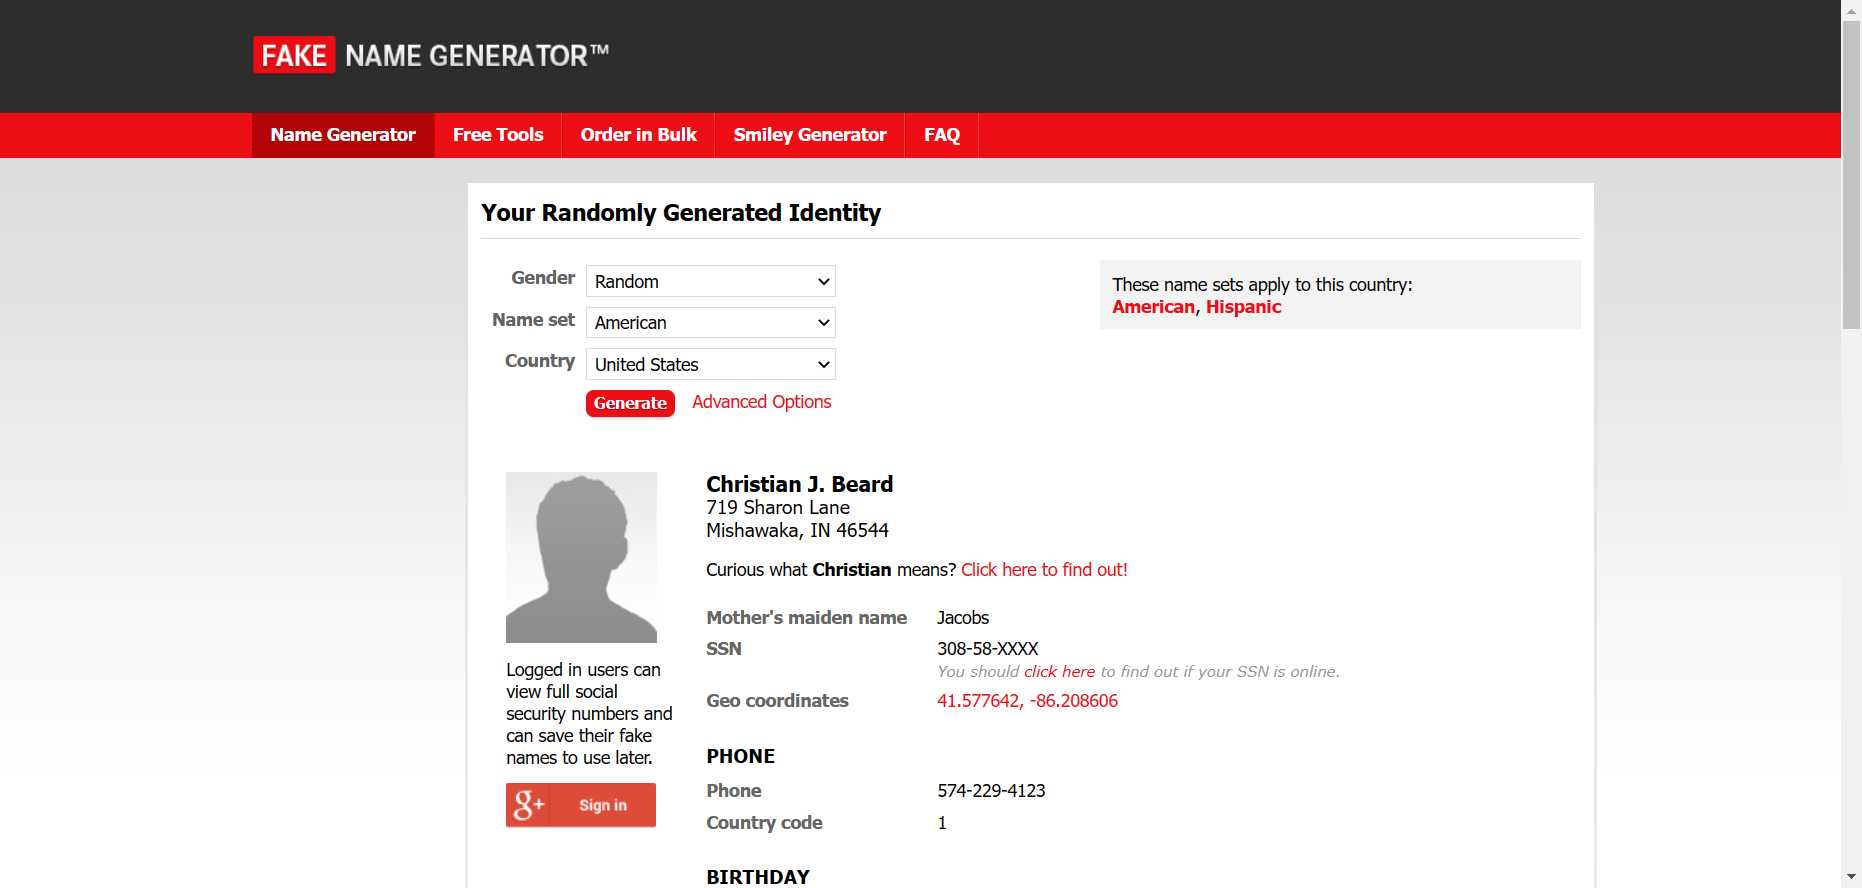 FAKE NAME GENERATOR™
Name Generator
Free Tools
Order in Bulk
Smiley Generator
FAQ
Your Randomly Generated Identity
Gender
Random
Name set
American
Country
United States
Generate
Advanced Options
These name sets apply to this country:
American, Hispanic
Christian J. Beard
719 Sharon Lane
Mishawaka, IN 46544
Curious what Christian means? Click here to find out!
Mother's maiden name
Jacobs
SSN
308-58-XXXX
You should click here to find out if your SSN is online.
Geo coordinates
41.577642, -86.208606
Logged in users can
view full social
security numbers and
can save their fake
names to use later.
g+ Sign in
PHONE
Phone
574-229-4123
Country code
1
BIRTHDAY